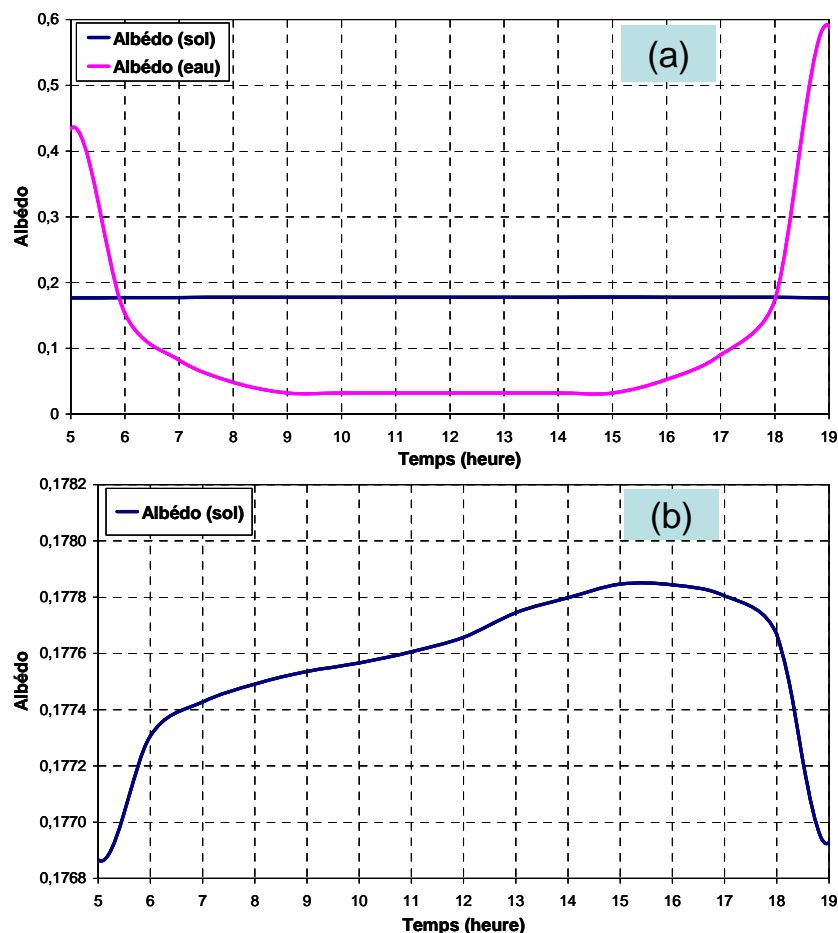 Albédo (sol)
Albédo (eau)
(a)
0,6
0,5
0,4
0,3
0,2
0,1
0
Albédo
5 6 7 8 9 10 11 12 13 14 15 16 17 18 19
Temps (heure)
Albédo (sol)
(b)
0,1782
0,1780
0,1778
0,1776
0,1774
0,1772
0,1770
0,1768
Albédo
5 6 7 8 9 10 11 12 13 14 15 16 17 18 19
Temps (heure)